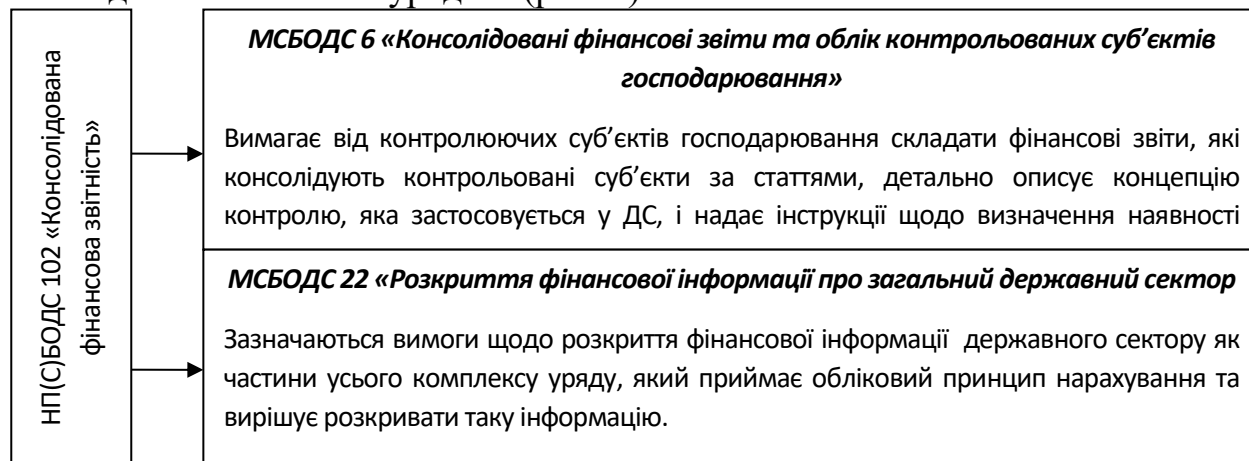 НП(С)БОДС 102 «Консолідована
фінансова звітність»
МСБОДС 6 «Консолідовані фінансові звіти та облік контрольованих суб’єктів
господарювання»
Вимагає від контролюючих суб’єктів господарювання складати фінансові звіти, які
консолідують контрольовані суб’єкти за статтями, детально описує концепцію
контролю, яка застосовується у ДС, і надає інструкції щодо визначення наявності
МСБОДС 22 «Розкриття фінансової інформації про загальний державний сектор
Зазначаються вимоги щодо розкриття фінансової інформації державного сектору як
частини усього комплексу уряду, який приймає обліковий принцип нарахування та
вирішує розкривати таку інформацію.